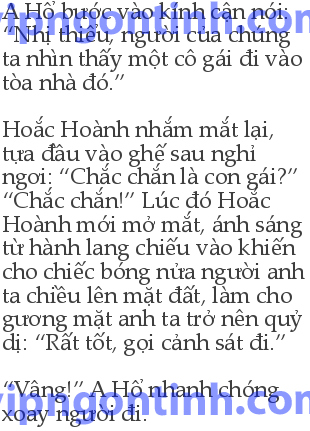 A Hổ bước vào kính cẩn nói:
“Nhị thiếu, người của chúng
ta nhìn thấy một cô gái đi vào
tòa nhà đó.”
Hoắc Hoành nhắm mắt lại,
tựa đầu vào ghế sau nghỉ
ngơi: “Chắc chắn là con gái?”
“Chắc chắn!” Lúc đó Hoắc
Hoành mới mở mắt, ánh sáng
từ hành lang chiếu vào khiến
cho chiếc bóng nửa người anh
ta chiều lên mặt đất, làm cho
gương mặt anh ta trở nên quỷ
dị: “Rất tốt, gọi cảnh sát đi.”
“Vâng!” A Hổ nhanh chóng
xoay người đi.
vipngontinh.com
vipngontinh.com